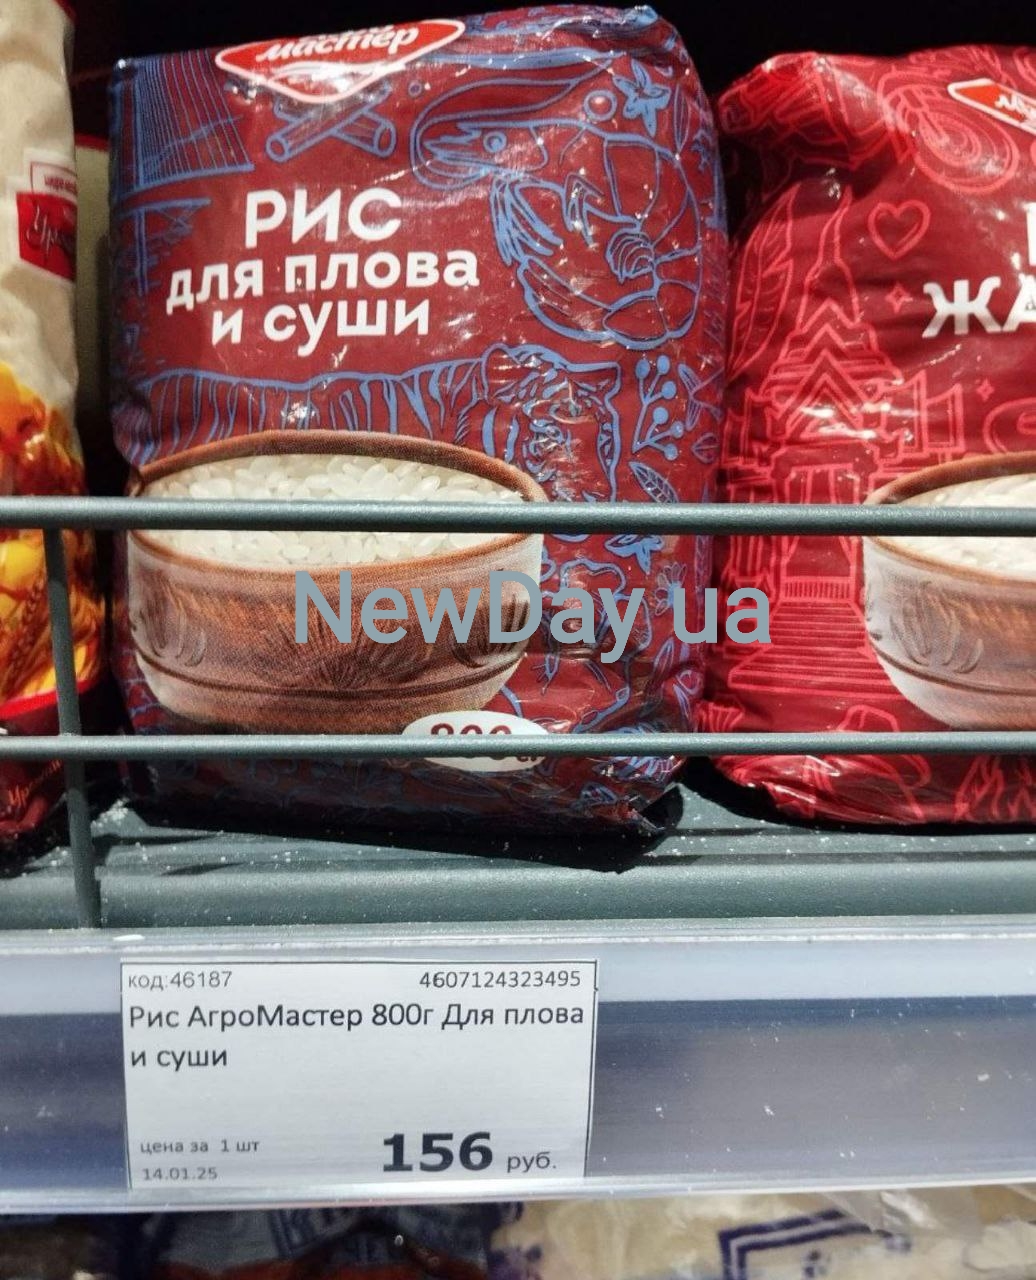 мастер
РИС
для плова
и суши
ЖА
NewDay ua
код:46187 4607124323495
Рис АгроМастер 800г Для плова
и суши
цена за 1 шт
14.01.25
156 руб.